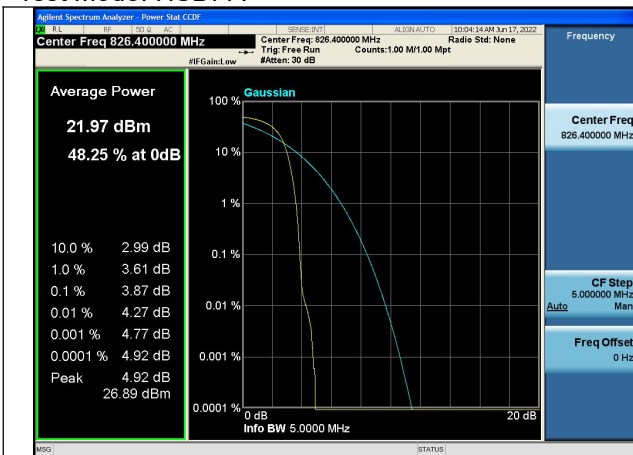 Agilent Spectrum Analyzer - Power Stat CCDF
RL RF 50 Ω AC SENSE:INT ALIGN AUTO 10:04:14 AM Jun 17, 2022
Center Freq 826.400000 MHz
Center Freq: 826.400000 MHz Radio Std: None
Trig: Free Run Counts:1.00 M/1.00 Mpt
#IFGain:Low #Atten: 30 dB
Frequency
Average Power
21.97 dBm
48.25 % at 0dB
10.0 % 2.99 dB
1.0 % 3.61 dB
0.1 % 3.87 dB
0.01 % 4.27 dB
0.001 % 4.77 dB
0.0001 % 4.92 dB
Peak 4.92 dB
26.89 dBm
Gaussian
100 %
10 %
1 %
0.1 %
0.01 %
0.001 %
0.0001 %
0 dB 20 dB
Info BW 5.0000 MHz
Center Freq
826.400000 MHz
CF Step
5.000000 MHz
Auto Man
Freq Offset
0 Hz
MSG STATUS